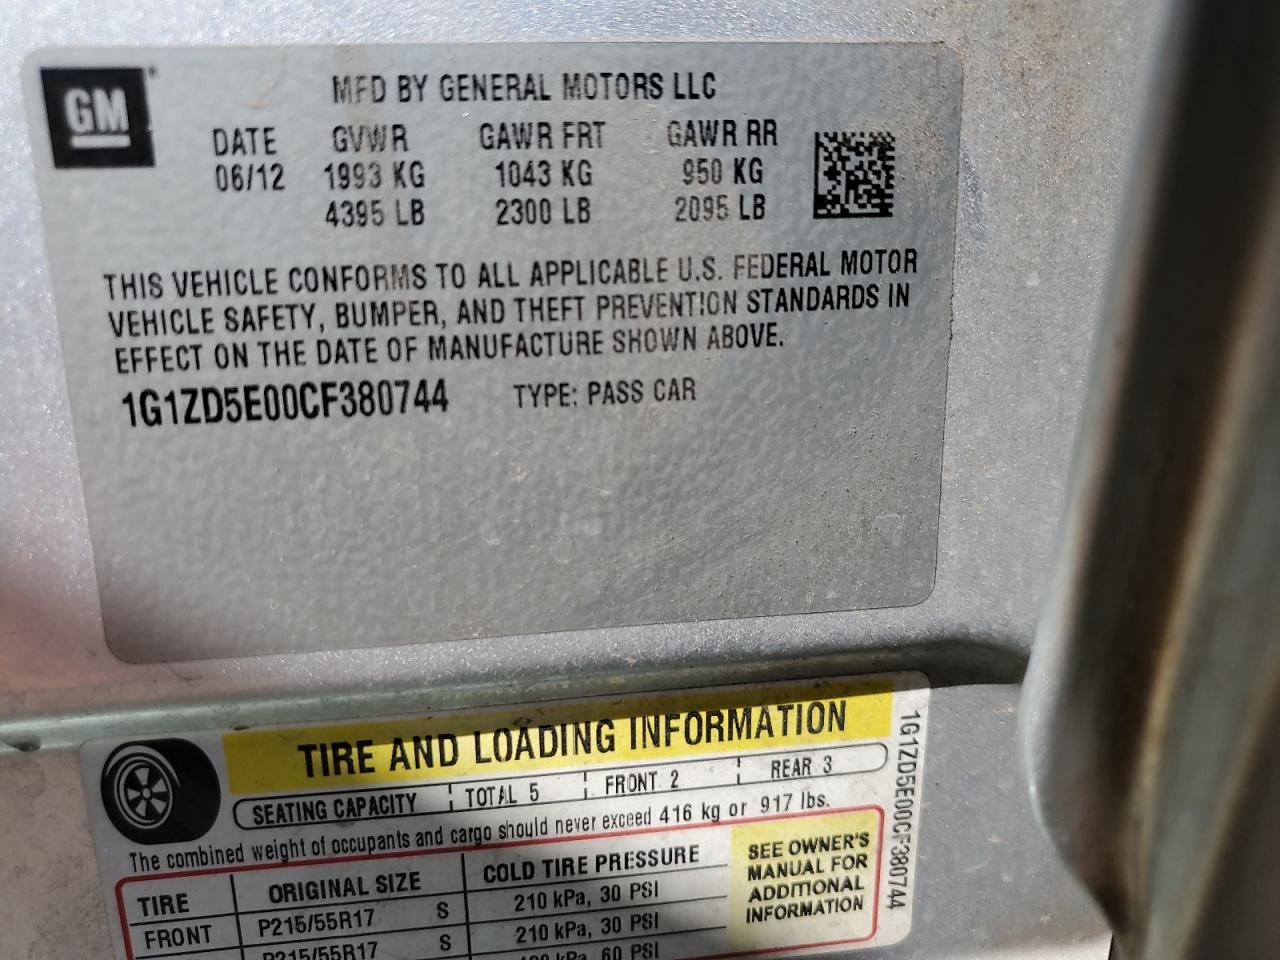 GM
MFD BY GENERAL MOTORS LLC
DATE GVWR GAWR FRT GAWR RR
06/12 1993 KG 1043 KG 950 KG
4395 LB 2300 LB 2095 LB
THIS VEHICLE CONFORMS TO ALL APPLICABLE U.S. FEDERAL MOTOR
VEHICLE SAFETY, BUMPER, AND THEFT PREVENTION STANDARDS IN
EFFECT ON THE DATE OF MANUFACTURE SHOWN ABOVE.
1G1ZD5E00CF380744 TYPE: PASS CAR
TIRE AND LOADING INFORMATION
SEATING CAPACITY TOTAL 5 FRONT 2 REAR 3
The combined weight of occupants and cargo should never exceed 416 kg or 917 lbs.
TIRE ORIGINAL SIZE COLD TIRE PRESSURE
FRONT P215/55R17 S 210 kPa, 30 PSI
P215/55R17 S 210 kPa, 30 PSI
kPa, 60 PSI
SEE OWNER'S
MANUAL FOR
ADDITIONAL
INFORMATION
1G1ZD5E00CF380744